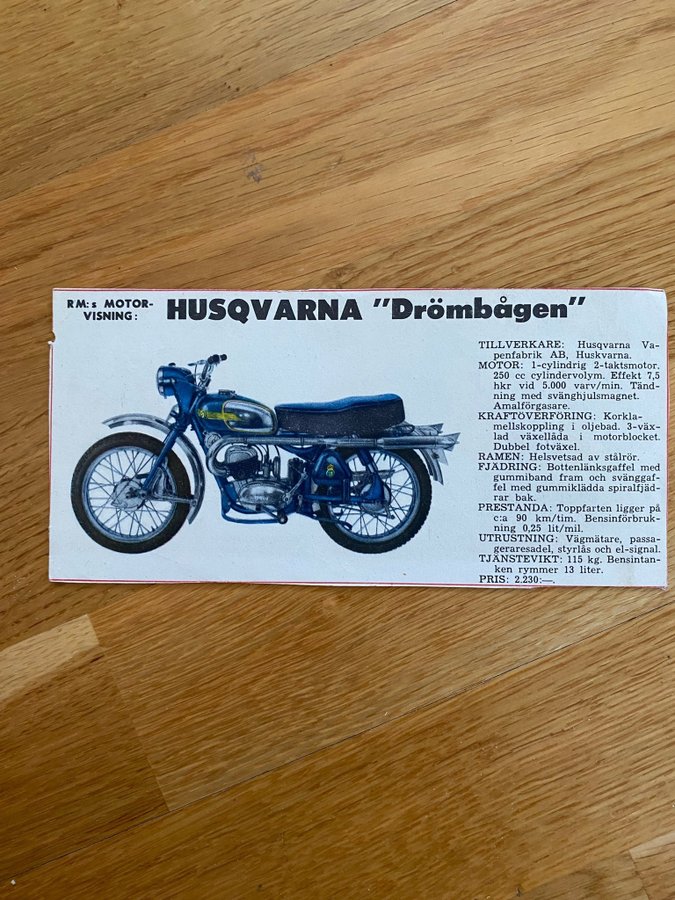 RM:s MOTOR-
VISNING:
HUSQVARNA "Drömbågen"
TILLVERKARE: Husqvarna Va-
penfabrik AB, Huskvarna.
MOTOR: 1-cylindrig 2-taktsmotor.
250 cc cylindervolym. Effekt 7,5
hkr vid 5.000 varv/min. Tänd-
ning med svänghjulsmagnet.
Amalförgasare.
KRAFTÖVERFÖRING: Korkla-
mellskoppling i oljebad. 3-väx-
lad växellåda i motorblocket.
Dubbel fotväxel.
RAMEN: Helsvetsad av stålrör.
FJÄDRING: Bottenlänksgaffel med
gummiband fram och svänggaf-
fel med gummiklädda spiralfjäd-
rar bak.
PRESTANDA: Toppfarten ligger på
c:a 90 km/tim. Bensinförbruk-
ning 0,25 lit/mil.
UTRUSTNING: Vägmätare, passa-
geraresadel, styrlås och el-signal.
TJÄNSTEVIKT: 115 kg. Bensintan-
ken rymmer 13 liter.
PRIS: 2.230:—.